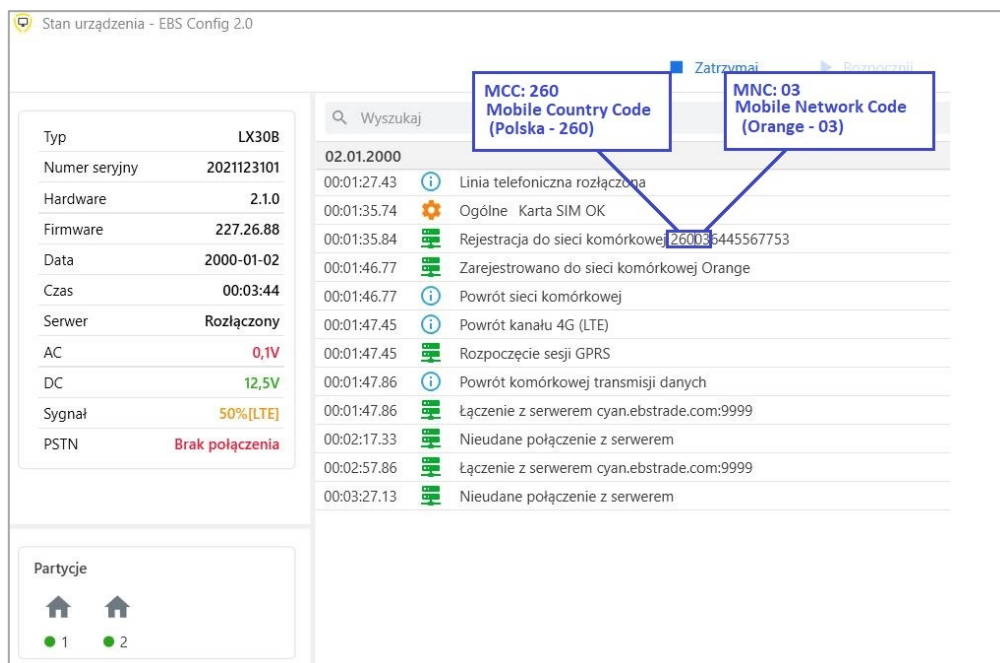 Stan urządzenia - EBS Config 2.0
Zatrzymaj
Rozpocznij
MCC: 260
Mobile Country Code
(Polska - 260)
MNC: 03
Mobile Network Code
(Orange - 03)
Typ LX30B
Numer seryjny 2021123101
Hardware 2.1.0
Firmware 227.26.88
Data 2000-01-02
Czas 00:03:44
Serwer Rozłączony
AC 0,1V
DC 12,5V
Sygnał 50%[LTE]
PSTN Brak połączenia
Wyszukaj
02.01.2000
00:01:27.43 Linia telefoniczna rozłączona
00:01:35.74 Ogólne Karta SIM OK
00:01:35.84 Rejestracja do sieci komórkowej 260036445567753
00:01:46.77 Zarejestrowano do sieci komórkowej Orange
00:01:46.77 Powrót sieci komórkowej
00:01:47.45 Powrót kanału 4G (LTE)
00:01:47.45 Rozpoczęcie sesji GPRS
00:01:47.86 Powrót komórkowej transmisji danych
00:01:47.86 Łączenie z serwerem cyan.ebstrade.com:9999
00:02:17.33 Nieudane połączenie z serwerem
00:02:57.86 Łączenie z serwerem cyan.ebstrade.com:9999
00:03:27.13 Nieudane połączenie z serwerem
Partycje
1 2